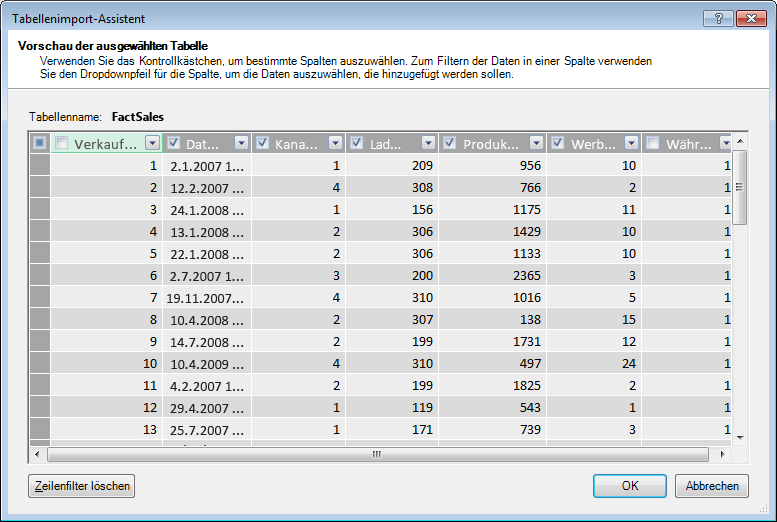 Tabellenimport-Assistent
Vorschau der ausgewählten Tabelle
Verwenden Sie das Kontrollkästchen, um bestimmte Spalten auszuwählen. Zum Filtern der Daten in einer Spalte verwenden
Sie den Dropdownpfeil für die Spalte, um die Daten auszuwählen, die hinzugefügt werden sollen.
Tabellenname: FactSales
Verkauf... Dat... Kana... Lad... Produk... Werb... Währ...
1 2.1.2007 1... 1 209 956 10 1
2 12.2.2007 ... 4 308 766 2 1
3 24.1.2008 ... 1 156 1175 11 1
4 13.1.2008 ... 2 306 1429 10 1
5 22.1.2008 ... 2 306 1133 10 1
6 2.7.2007 1... 3 200 2365 3 1
7 19.11.2007... 4 310 1016 5 1
8 10.4.2008 ... 2 307 138 15 1
9 14.7.2008 ... 2 199 1731 12 1
10 10.4.2009 ... 4 310 497 24 1
11 4.2.2007 1... 2 199 1825 2 1
12 29.4.2007 ... 1 119 543 1 1
13 25.7.2007 ... 1 171 739 3 1
Zeilenfilter löschen OK Abbrechen